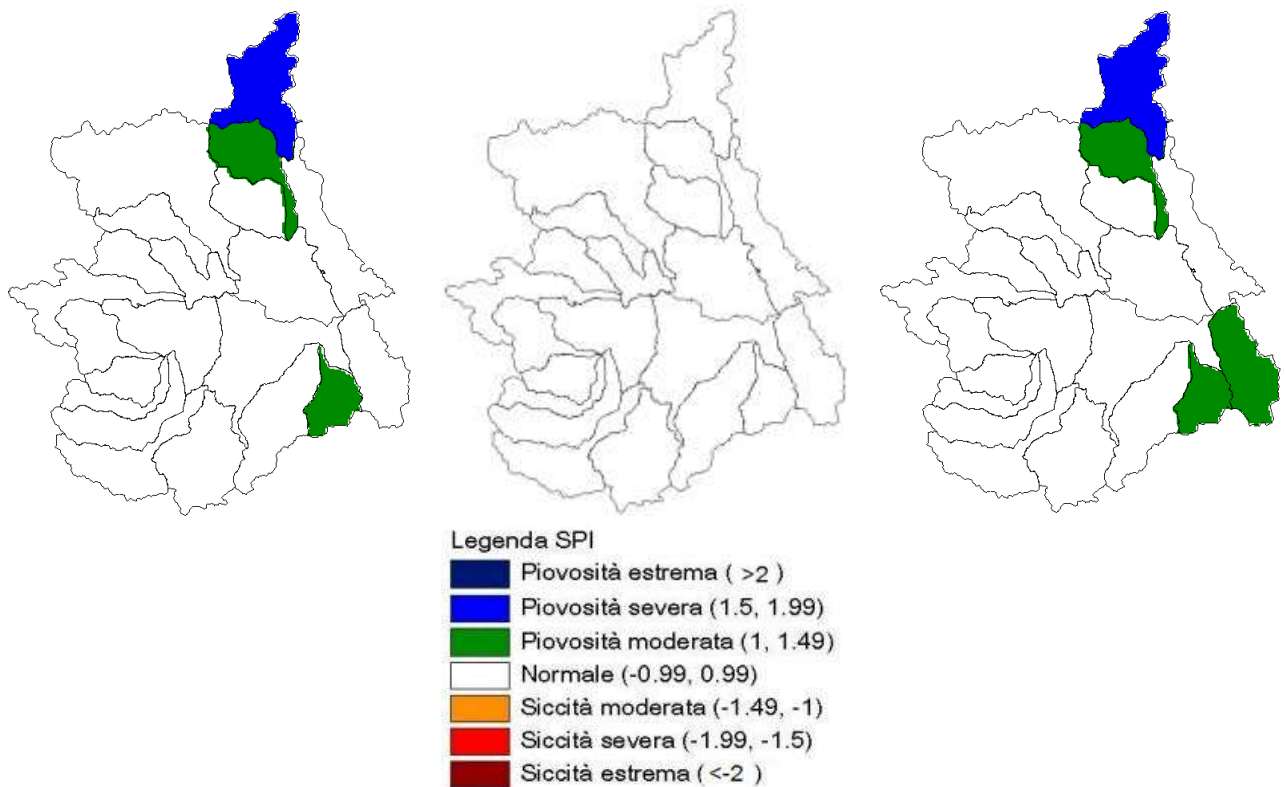 Legenda SPI
Piovosità estrema ( >2 )
Piovosità severa (1.5, 1.99)
Piovosità moderata (1, 1.49)
Normale (-0.99, 0.99)
Siccità moderata (-1.49, -1)
Siccità severa (-1.99, -1.5)
Siccità estrema ( <-2 )